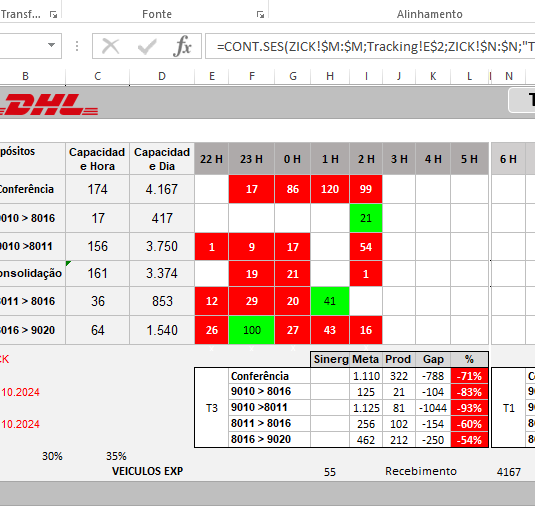 Transf... Fonte Alinhamento
fx =CONT.SES(ZICK!$M:$M;Tracking!E$2;ZICK!$N:$N;"T
B C D E F G H I J K L N
DHL T
pósitos Capacidad e Hora Capacidad e Dia 22 H 23 H 0 H 1 H 2 H 3 H 4 H 5 H 6 H
Conferência 174 4.167 17 86 120 99
9010 > 8016 17 417 21
9010 >8011 156 3.750 1 9 17 54
onsolidação 161 3.374 19 21 1
8011 > 8016 36 853 12 29 20 41
8016 > 9020 64 1.540 26 100 27 43 16
CK Sinerg Meta Prod Gap %
Conferência 1.110 322 -788 -71% Co
.10.2024 9010 > 8016 125 21 -104 -83% 90
T3 9010 >8011 1.125 81 -1044 -93% T1 90
.10.2024 8011 > 8016 256 102 -154 -60% 80
8016 > 9020 462 212 -250 -54% 80
30% 35%
VEICULOS EXP 55 Recebimento 4167